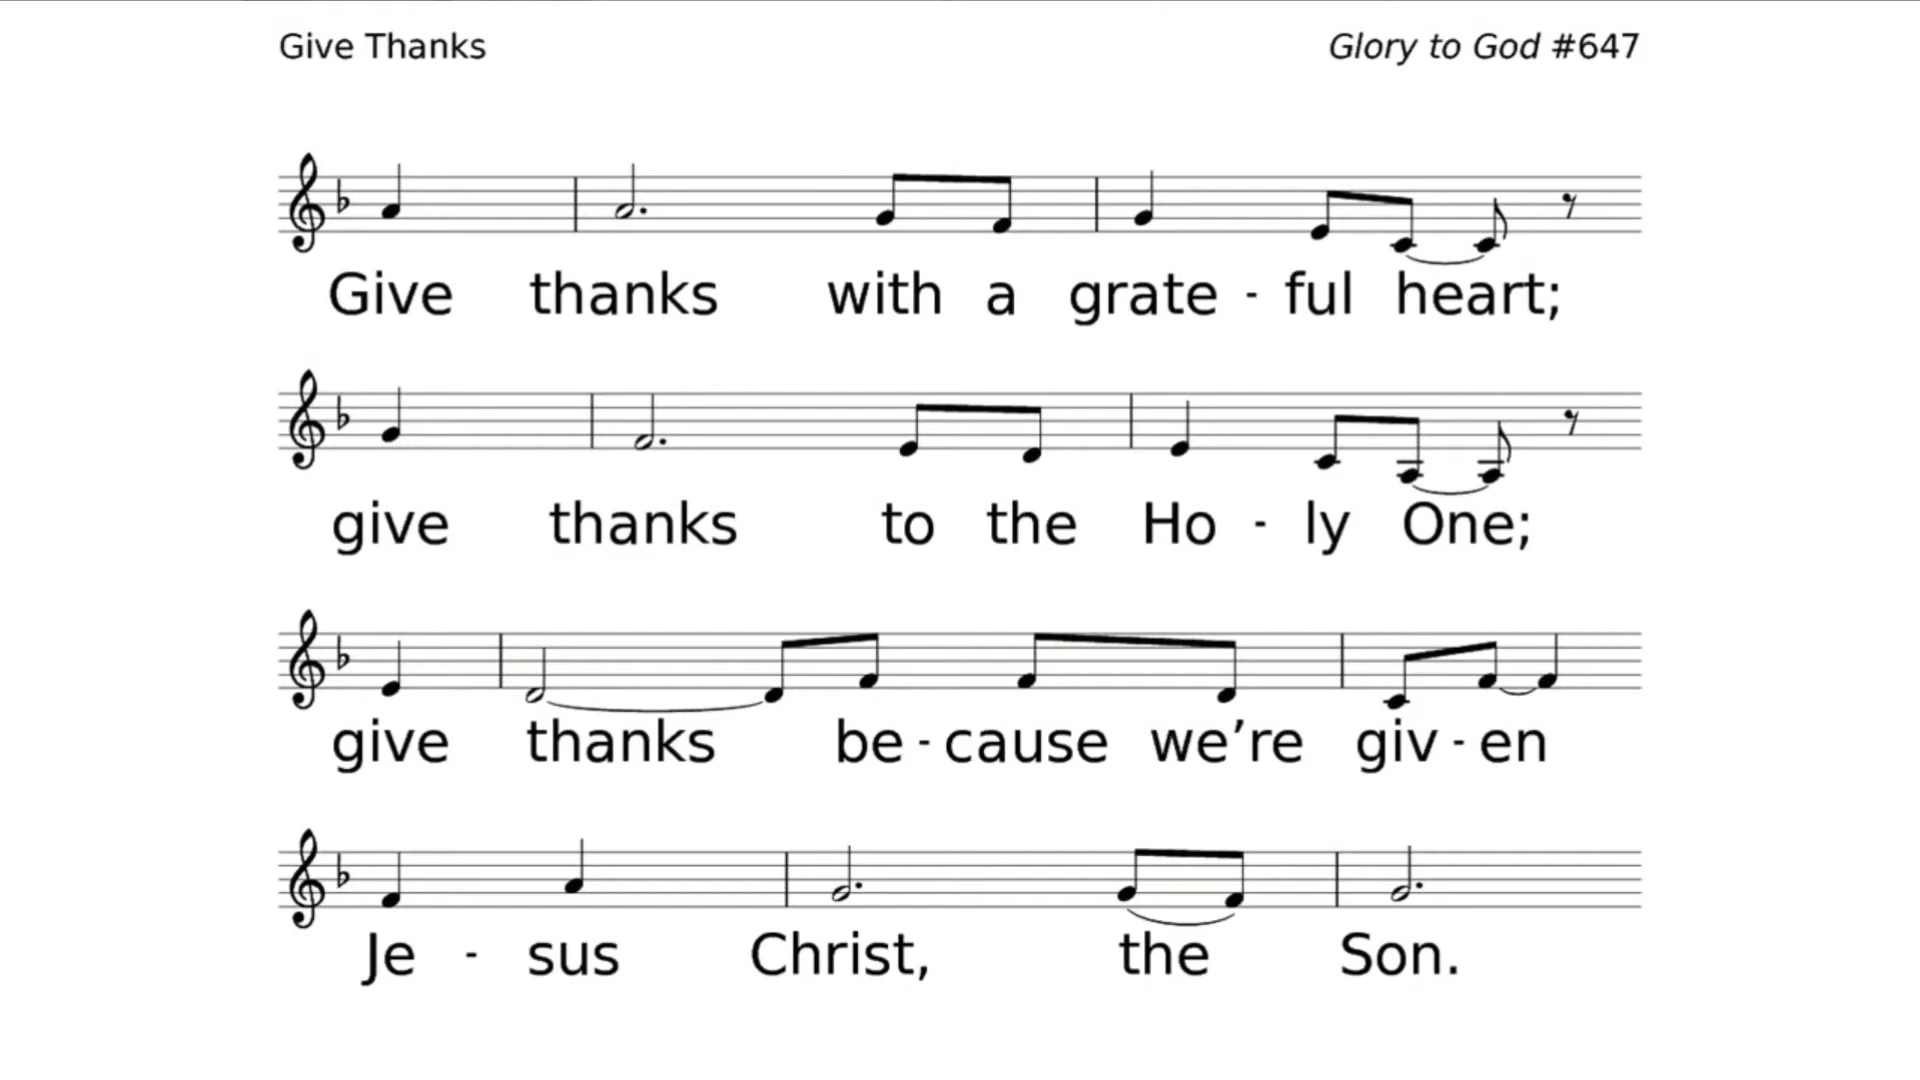 Give Thanks
Glory to God #647
Give thanks with a grate - ful heart;
give thanks to the Ho - ly One;
give thanks be - cause we’re giv - en
Je - sus Christ, the Son.